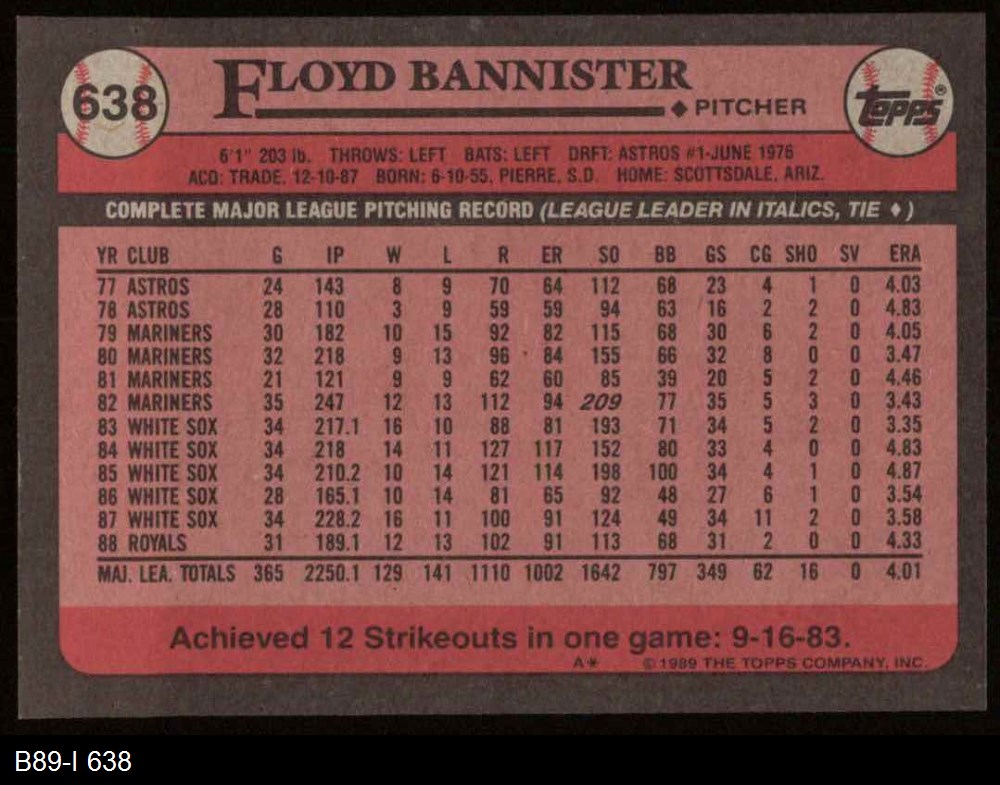 638 FLOYD BANNISTER TOPPS®
♦ PITCHER
6'1" 203 lb. THROWS: LEFT BATS: LEFT DRFT: ASTROS #1-JUNE 1976
ACQ: TRADE, 12-10-87 BORN: 6-10-55, PIERRE, S.D. HOME: SCOTTSDALE, ARIZ.
COMPLETE MAJOR LEAGUE PITCHING RECORD (LEAGUE LEADER IN ITALICS, TIE ♦)
YR CLUB G IP W L R ER SO BB GS CG SHO SV ERA
77 ASTROS 24 143 8 9 70 64 112 68 23 4 1 0 4.03
78 ASTROS 28 110 3 9 59 59 94 63 16 2 2 0 4.83
79 MARINERS 30 182 10 15 92 82 115 68 30 6 2 0 4.05
80 MARINERS 32 218 9 13 96 84 155 66 32 8 0 0 3.47
81 MARINERS 21 121 9 9 62 60 85 39 20 5 2 0 4.46
82 MARINERS 35 247 12 13 112 94 209 77 35 5 3 0 3.43
83 WHITE SOX 34 217.1 16 10 88 81 193 71 34 5 2 0 3.35
84 WHITE SOX 34 218 14 11 127 117 152 80 33 4 0 0 4.83
85 WHITE SOX 34 210.2 10 14 121 114 198 100 34 4 1 0 4.87
86 WHITE SOX 28 165.1 10 14 81 65 92 48 27 6 1 0 3.54
87 WHITE SOX 34 228.2 16 11 100 91 124 49 34 11 2 0 3.58
88 ROYALS 31 189.1 12 13 102 91 113 68 31 2 0 0 4.33
MAJ. LEA. TOTALS 365 2250.1 129 141 1110 1002 1642 797 349 62 16 0 4.01
Achieved 12 Strikeouts in one game: 9-16-83.
A* © 1989 THE TOPPS COMPANY, INC.
B89-I 638